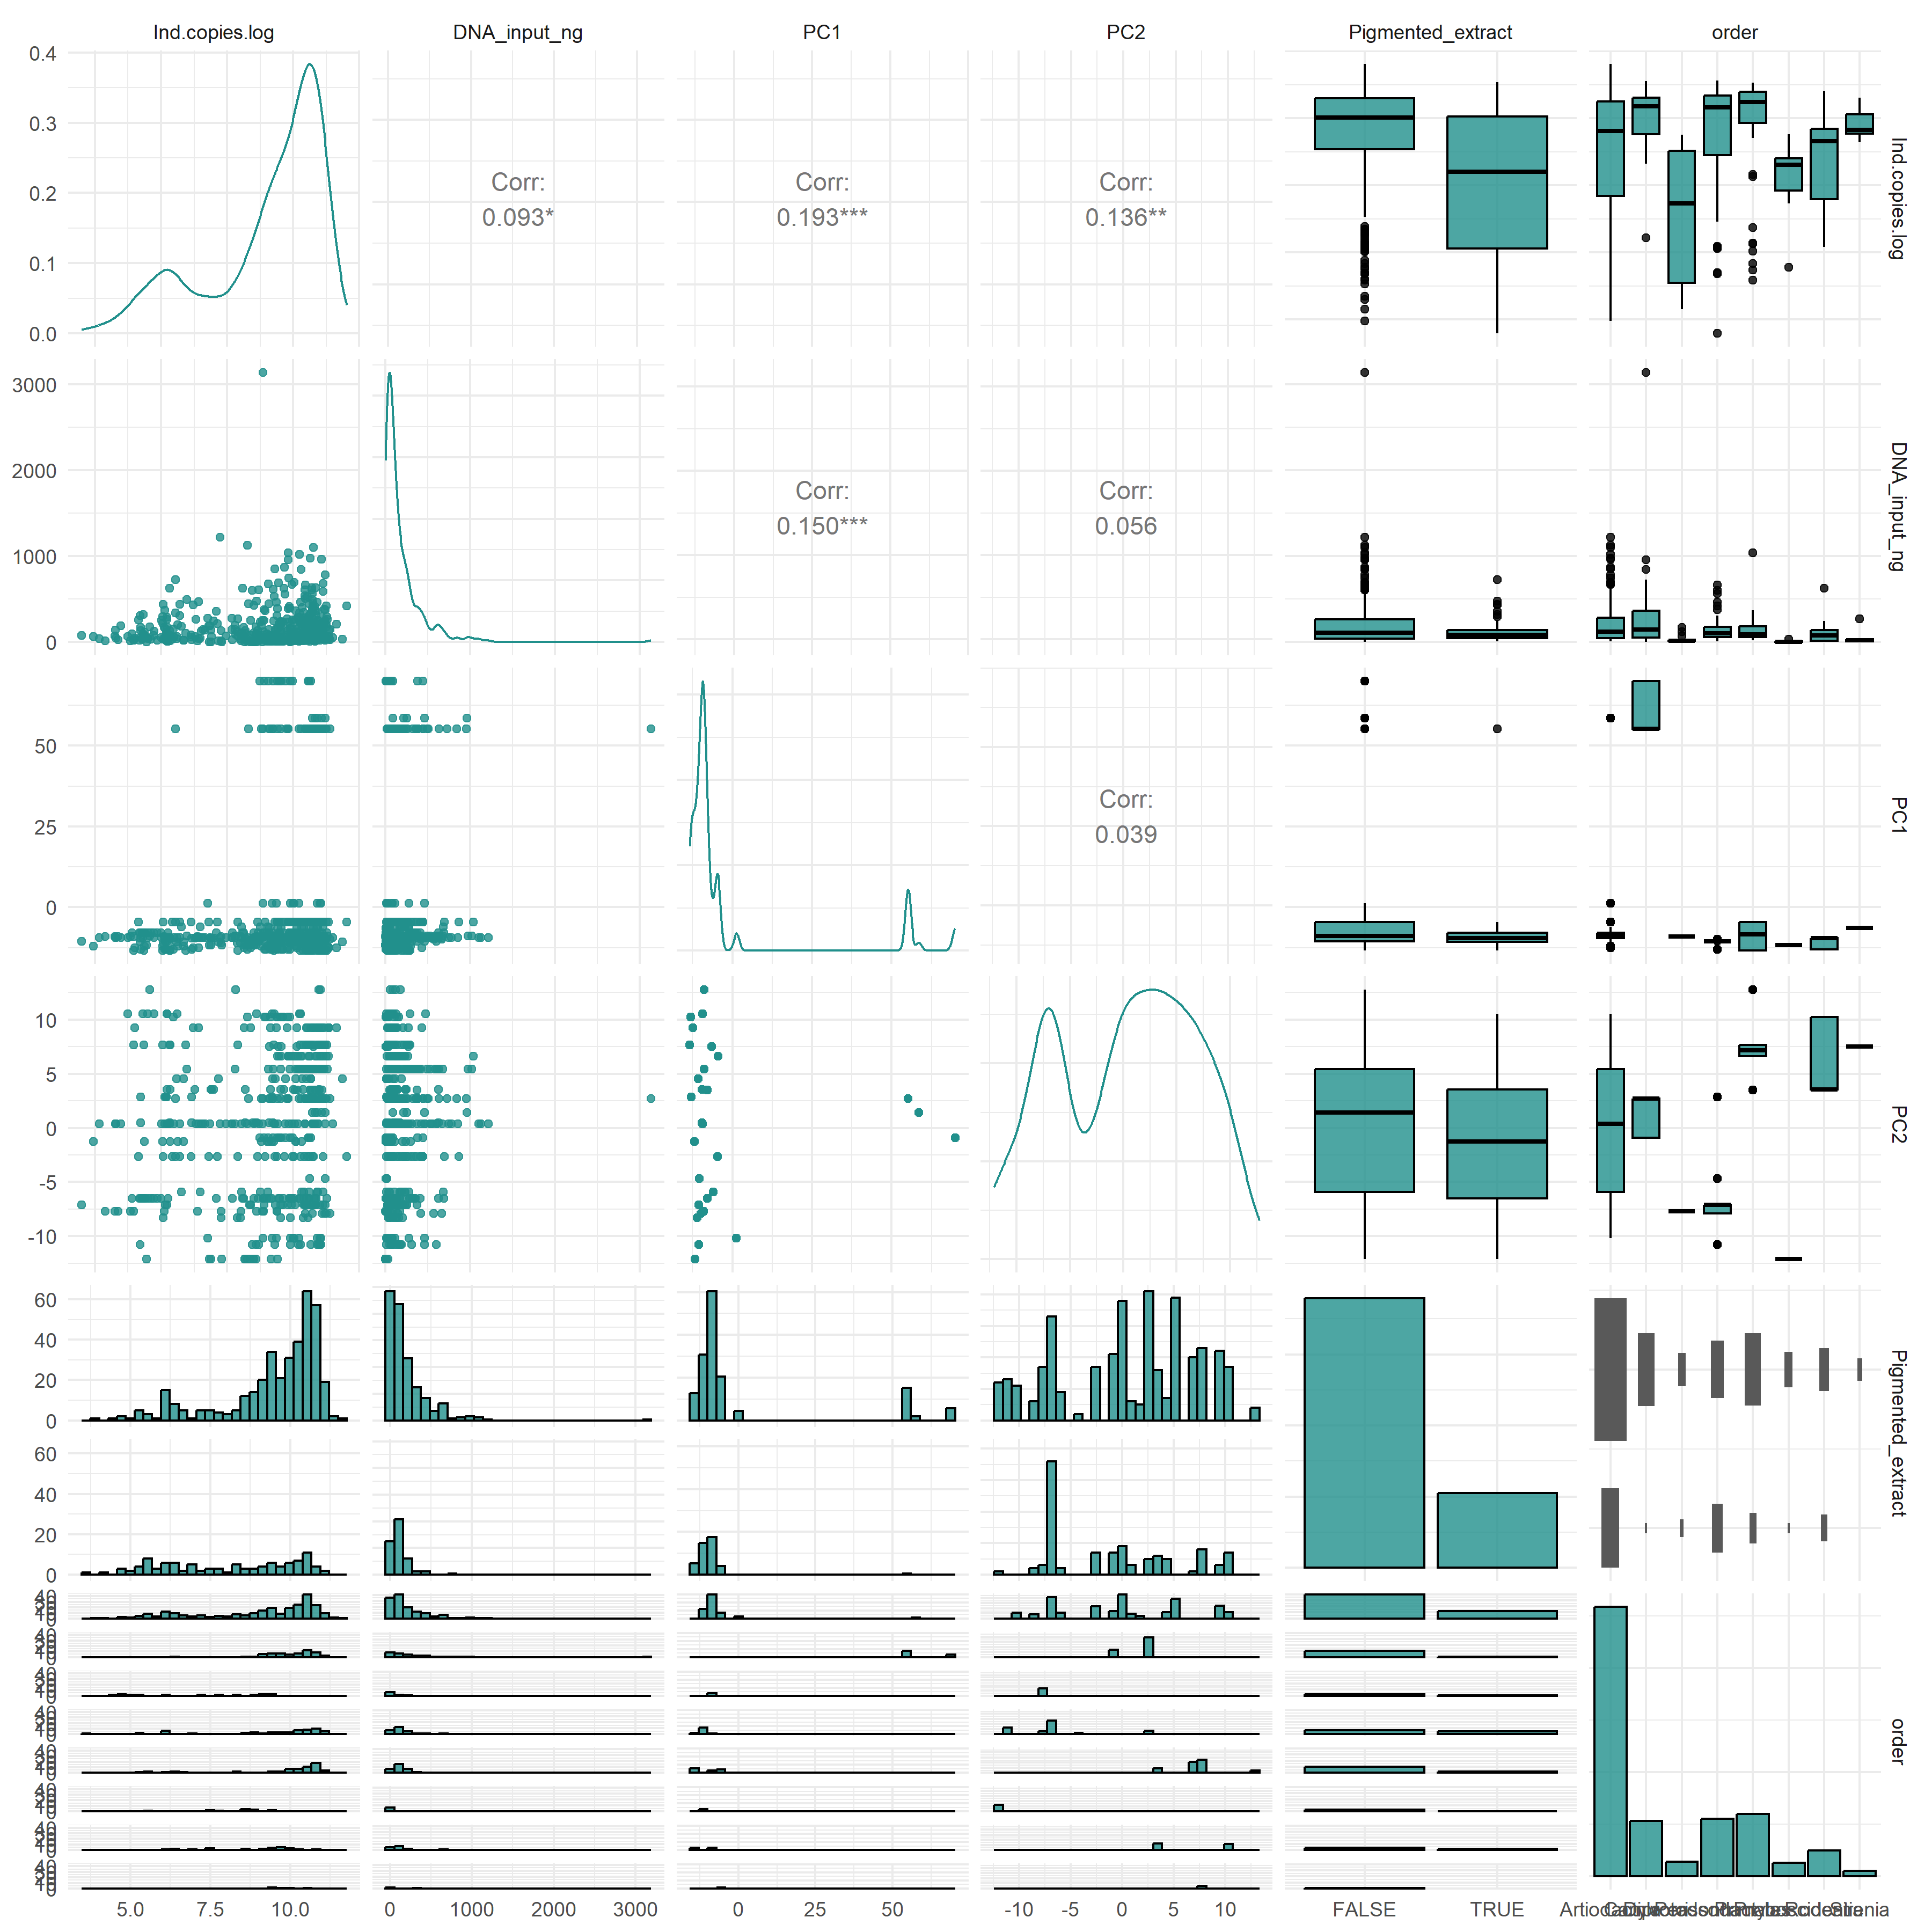 Ind.copies.log DNA_input_ng PC1 PC2 Pigmented_extract order
0.4
0.3
0.2
0.1
0.0
Corr:
0.093*
Corr:
0.193***
Corr:
0.136**
Ind.copies.log
3000
2000
1000
0
Corr:
0.150***
Corr:
0.056
DNA_input_ng
50
25
0
Corr:
0.039
PC1
10
5
0
-5
-10
PC2
60
40
20
0
60
40
20
0
Pigmented_extract
order
5.0 7.5 10.0 0 1000 2000 3000 0 25 50 -10 -5 0 5 10 FALSE TRUE